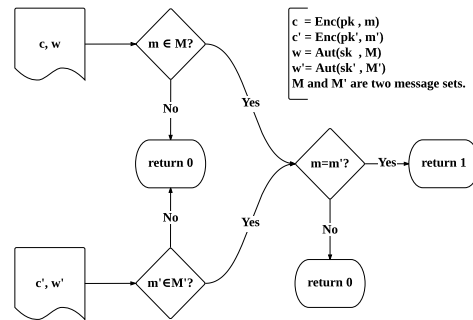 c, w
m ∈ M?
c = Enc(pk , m)
c' = Enc(pk', m')
w = Aut(sk , M)
w'= Aut(sk' , M')
M and M' are two message sets.
No
Yes
return 0
m=m'?
Yes
return 1
No
Yes
No
c', w'
m'∈M'?
return 0